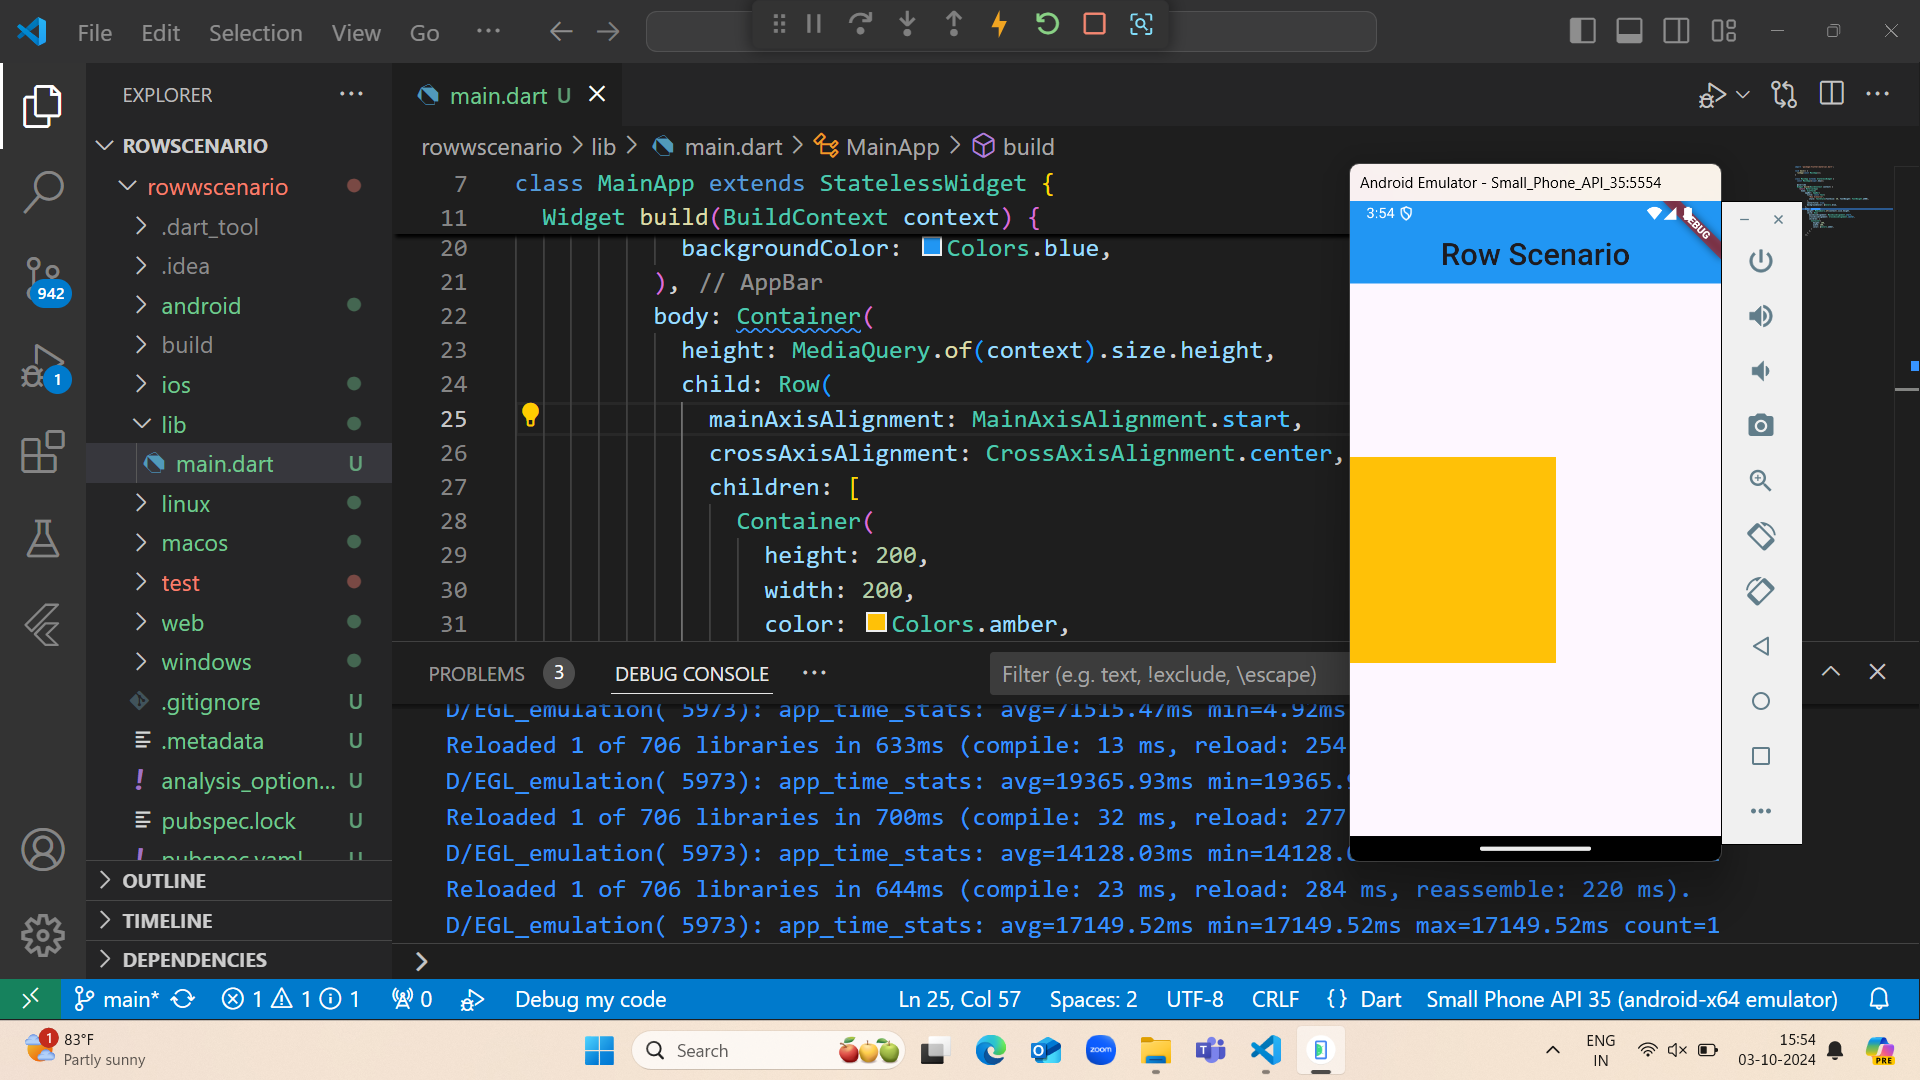 File Edit Selection View Go ...
EXPLORER
ROWSCENARIO
rowwscenario
.dart_tool
.idea
android
build
ios
lib
main.dart U
linux
macos
test
web
windows
.gitignore U
.metadata U
analysis_option... U
pubspec.lock U
pubspec.yaml U
OUTLINE
TIMELINE
DEPENDENCIES
942
1
main.dart U
rowwscenario > lib > main.dart > MainApp > build
7 class MainApp extends StatelessWidget {
11 Widget build(BuildContext context) {
20 backgroundColor: Colors.blue,
21 ), // AppBar
22 body: Container(
23 height: MediaQuery.of(context).size.height,
24 child: Row(
25 mainAxisAlignment: MainAxisAlignment.start,
26 crossAxisAlignment: CrossAxisAlignment.center,
27 children: [
28 Container(
29 height: 200,
30 width: 200,
31 color: Colors.amber,
Android Emulator - Small_Phone_API_35:5554
3:54
Row Scenario
PROBLEMS 3 DEBUG CONSOLE ...
Filter (e.g. text, !exclude, \escape)
D/EGL_emulation( 5973): app_time_stats: avg=71515.47ms min=4.92ms
Reloaded 1 of 706 libraries in 633ms (compile: 13 ms, reload: 254
D/EGL_emulation( 5973): app_time_stats: avg=19365.93ms min=19365.
Reloaded 1 of 706 libraries in 700ms (compile: 32 ms, reload: 277
D/EGL_emulation( 5973): app_time_stats: avg=14128.03ms min=14128.
Reloaded 1 of 706 libraries in 644ms (compile: 23 ms, reload: 284 ms, reassemble: 220 ms).
D/EGL_emulation( 5973): app_time_stats: avg=17149.52ms min=17149.52ms max=17149.52ms count=1
main* 1 1 1 0 Debug my code Ln 25, Col 57 Spaces: 2 UTF-8 CRLF {} Dart Small Phone API 35 (android-x64 emulator)
1
83°F
Partly sunny
Search
zoom
ENG
IN
15:54
03-10-2024
PRE